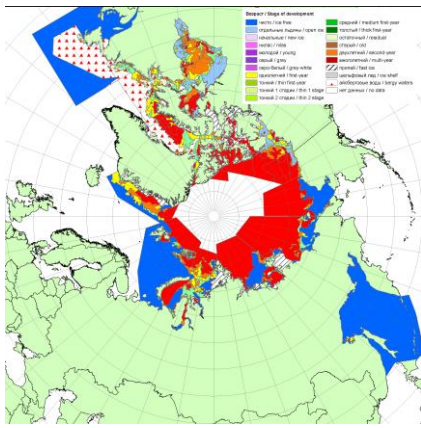 Возраст / Stage of development
чисто / ice free
отдельные льдины / open ice
начальные / new ice
нилас / nilas
молодой / young
серый / grey
серо-белый / grey-white
однолетний / first-year
тонкий / thin first-year
тонкий 1 стадии / thin 1 stage
тонкий 2 стадии / thin 2 stage
средний / medium first-year
толстый / thick first-year
остаточный / residual
старый / old
двухлетний / second-year
многолетний / multi-year
припай / fast ice
шельфовый лед / ice shelf
айсберговые воды / bergy waters
нет данных / no data